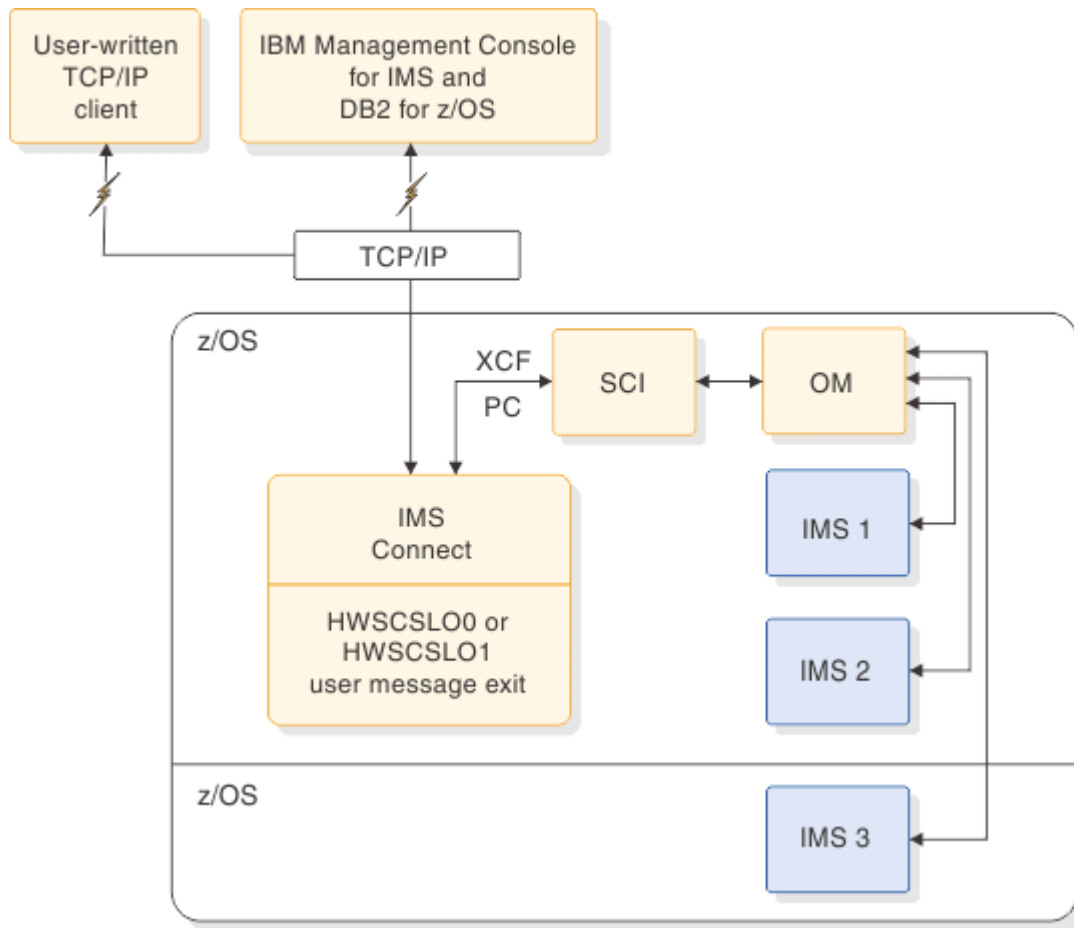 User-written
TCP/IP
client
IBM Management Console
for IMS and
DB2 for z/OS
TCP/IP
z/OS
XCF
PC
SCI
OM
IMS
Connect
HWSCSLO0 or
HWSCSLO1
user message exit
IMS 1
IMS 2
z/OS
IMS 3